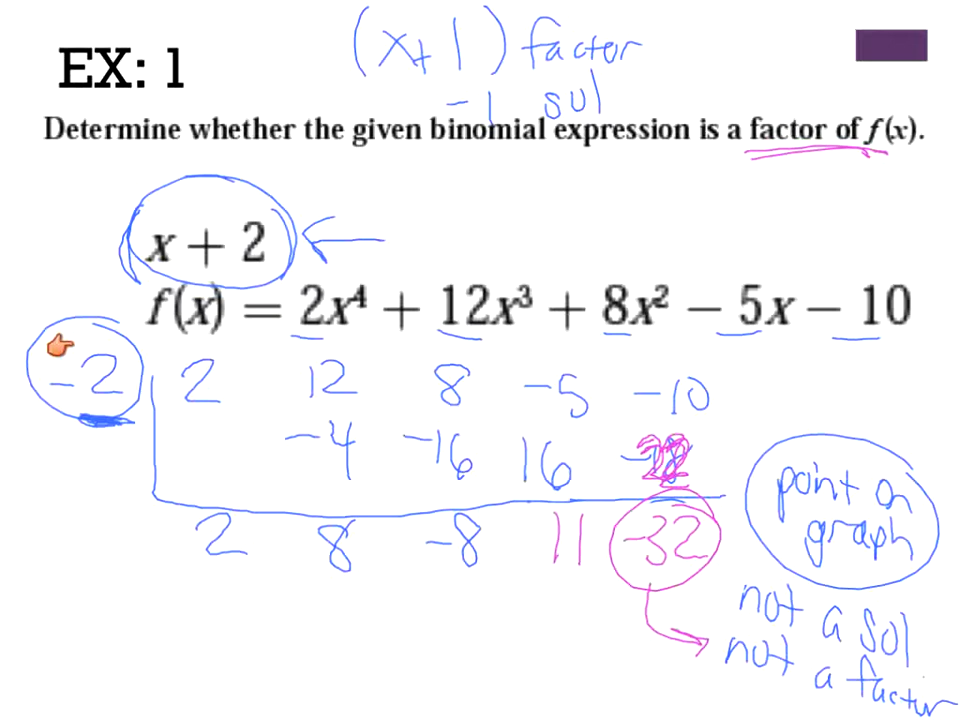 (x+1) factor
EX: 1
-1 sol
Determine whether the given binomial expression is a factor of f(x).
x + 2
f(x) = 2x⁴ + 12x³ + 8x² − 5x − 10
-2 2 12 8 -5 -10
-4 -16 16
2 8 -8 11 -32
point on
graph
not a sol
not a factor